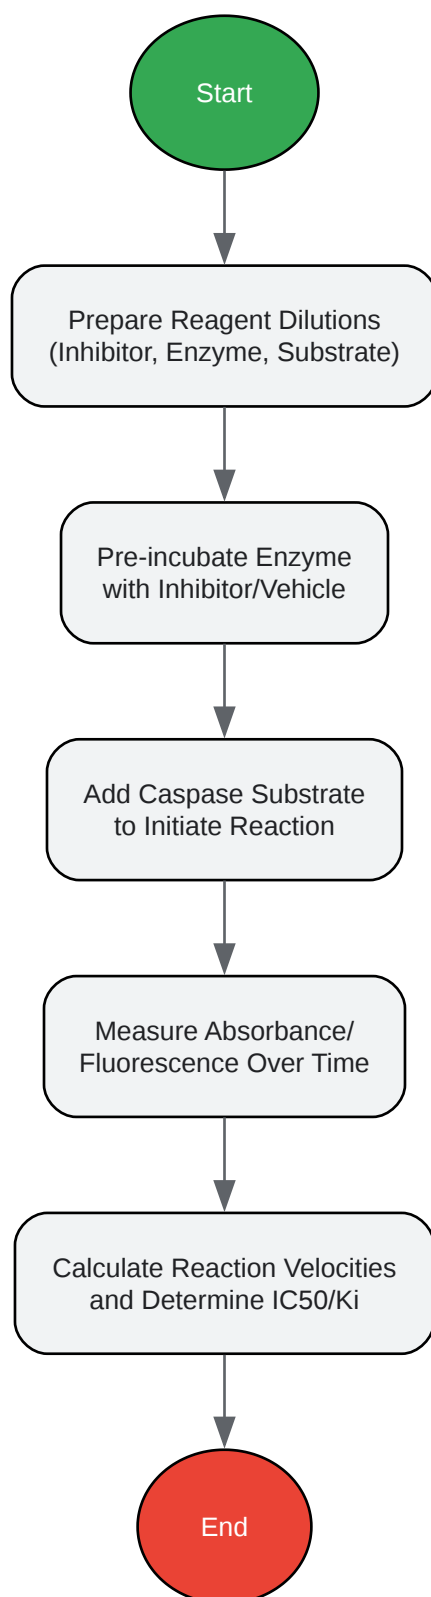 Start
Prepare Reagent Dilutions
(Inhibitor, Enzyme, Substrate)
Pre-incubate Enzyme
with Inhibitor/Vehicle
Add Caspase Substrate
to Initiate Reaction
Measure Absorbance/
Fluorescence Over Time
Calculate Reaction Velocities
and Determine IC50/Ki
End